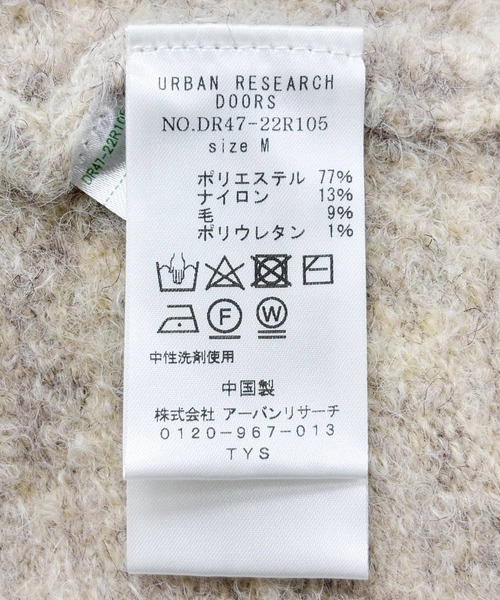 URBAN RESEARCH
DOORS
NO.DR47-22R105
size M
ポリエステル 77%
ナイロン 13%
毛 9%
ポリウレタン 1%
F W
中性洗剤使用
中国製
株式会社 アーバンリサーチ
0120-967-013
TYS
DR47-22R105